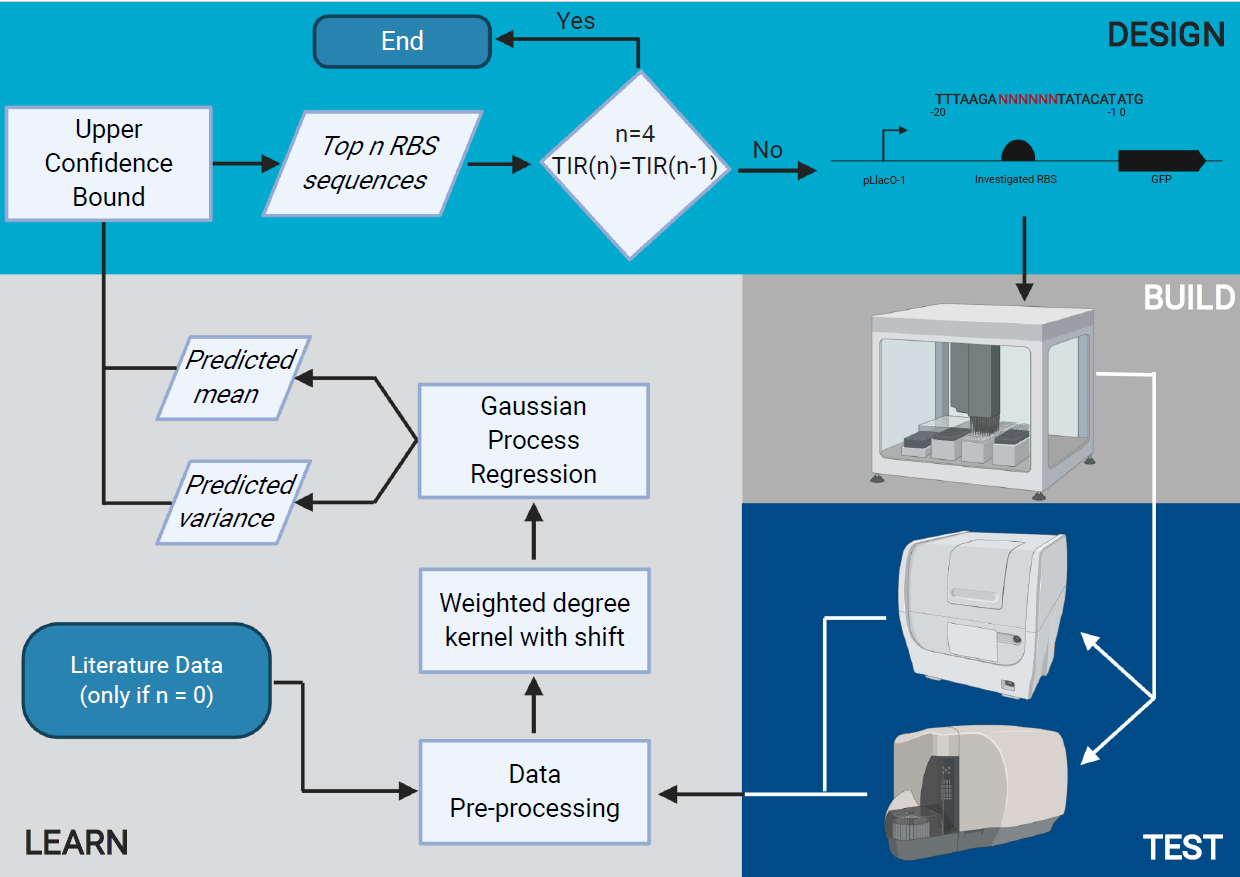 Yes
End
DESIGN
Upper
Confidence
Bound
Top n RBS
sequences
n=4
TIR(n)=TIR(n-1)
No
TTTAAGANNNNNNTATACATATG
-20
-1 0
pLlacO-1
Investigated RBS
GFP
BUILD
Predicted
mean
Gaussian
Process
Regression
Predicted
variance
Weighted degree
kernel with shift
Literature Data
(only if n = 0)
Data
Pre-processing
LEARN
TEST